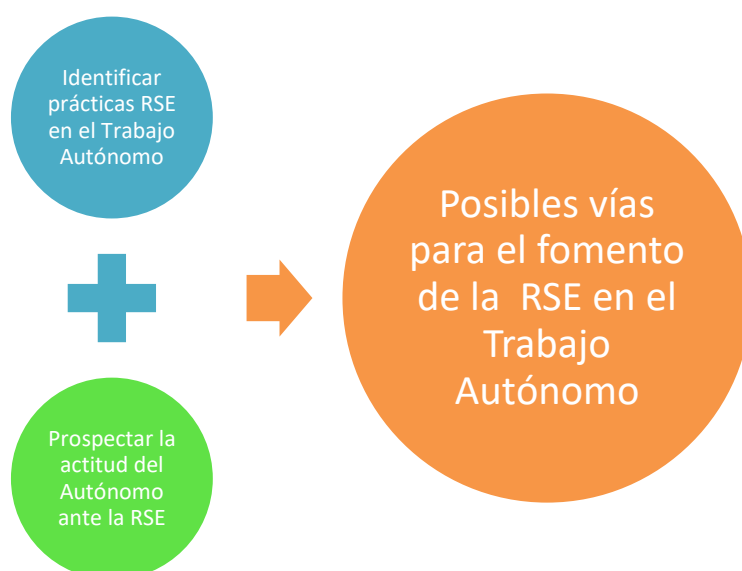 Identificar
prácticas RSE
en el Trabajo
Autónomo
Prospectar la
actitud del
Autónomo
ante la RSE
Posibles vías
para el fomento
de la RSE en el
Trabajo
Autónomo